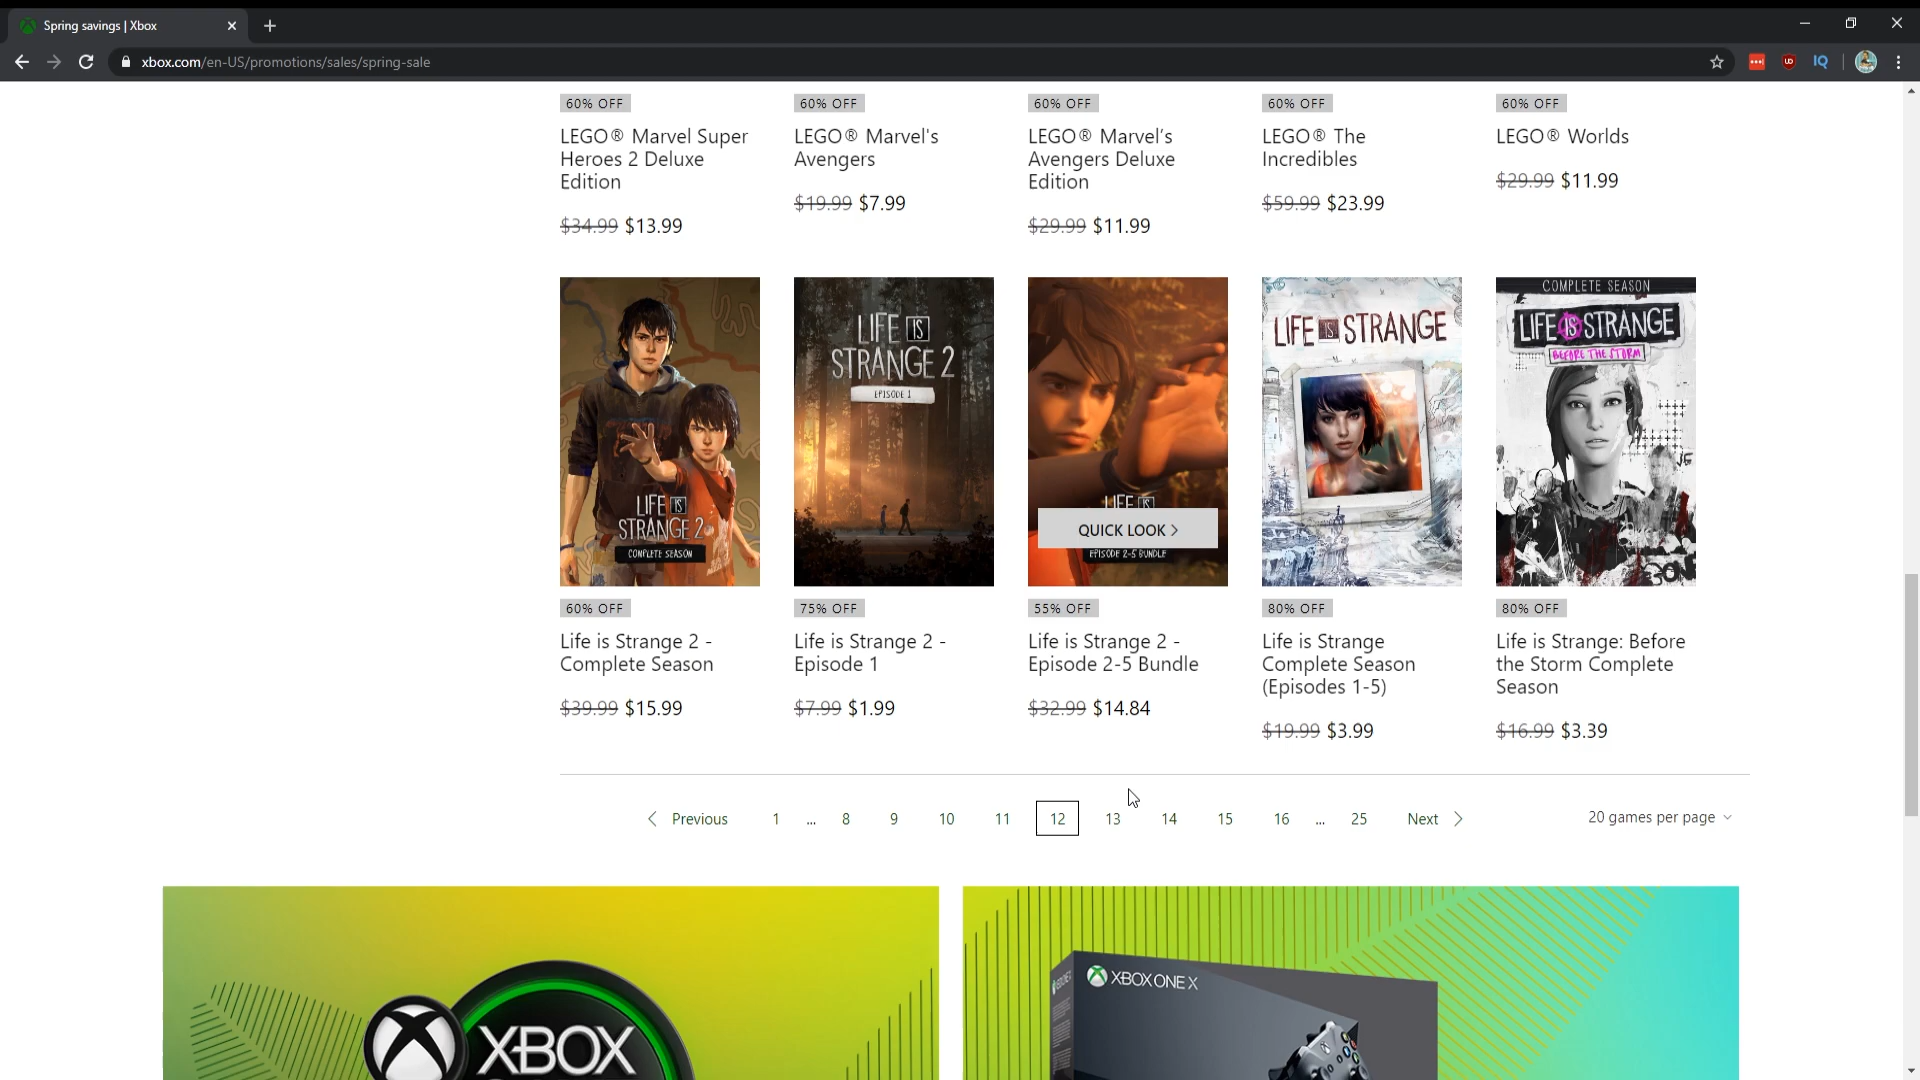 Spring savings | Xbox
xbox.com/en-US/promotions/sales/spring-sale
IQ
60% OFF
LEGO® Marvel Super
Heroes 2 Deluxe
Edition
$34.99 $13.99
60% OFF
LEGO® Marvel's
Avengers
$19.99 $7.99
60% OFF
LEGO® Marvel’s
Avengers Deluxe
Edition
$29.99 $11.99
60% OFF
LEGO® The
Incredibles
$59.99 $23.99
60% OFF
LEGO® Worlds
$29.99 $11.99
LIFE IS
STRANGE 2
COMPLETE SEASON
60% OFF
Life is Strange 2 -
Complete Season
$39.99 $15.99
LIFE IS
STRANGE 2
EPISODE 1
75% OFF
Life is Strange 2 -
Episode 1
$7.99 $1.99
LIFE IS
QUICK LOOK >
EPISODE 2-5 BUNDLE
55% OFF
Life is Strange 2 -
Episode 2-5 Bundle
$32.99 $14.84
LIFE IS STRANGE
80% OFF
Life is Strange
Complete Season
(Episodes 1-5)
$19.99 $3.99
COMPLETE SEASON
LIFE IS STRANGE
BEFORE THE STORM
80% OFF
Life is Strange: Before
the Storm Complete
Season
$16.99 $3.39
Previous 1 ... 8 9 10 11 12 13 14 15 16 ... 25 Next
20 games per page
XBOX
XBOX ONE X